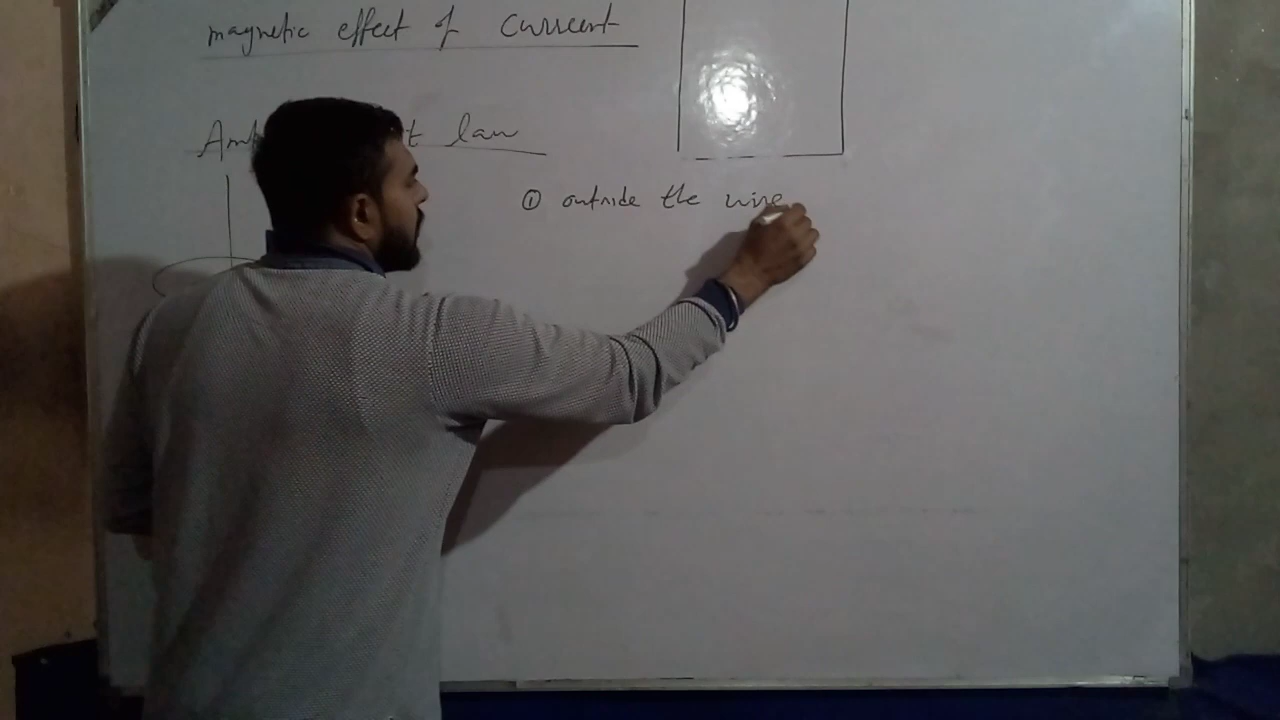 magnetic effect of current
law
① outside the wire